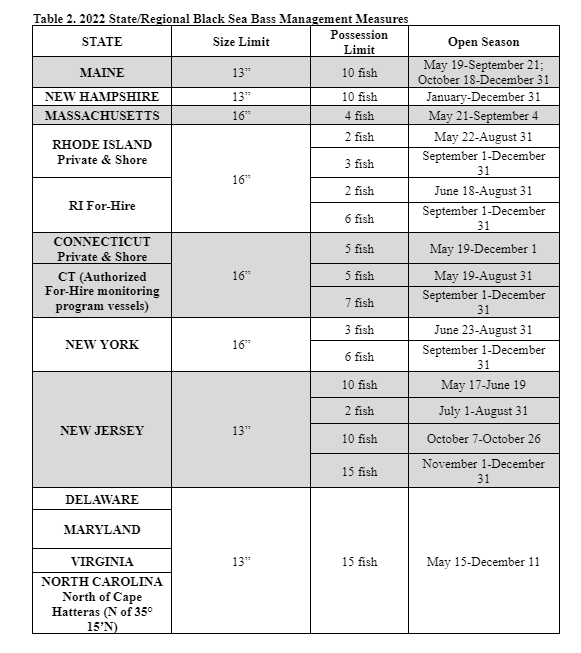 Table 2. 2022 State/Regional Black Sea Bass Management Measures
STATE Size Limit Possession Limit Open Season
MAINE 13” 10 fish May 19-September 21;
October 18-December 31
NEW HAMPSHIRE 13” 10 fish January-December 31
MASSACHUSETTS 16” 4 fish May 21-September 4
RHODE ISLAND
Private & Shore
16”
2 fish May 22-August 31
3 fish September 1-December
31
RI For-Hire
2 fish June 18-August 31
6 fish September 1-December
31
CONNECTICUT
Private & Shore
16”
5 fish May 19-December 1
CT (Authorized
For-Hire monitoring
program vessels)
5 fish May 19-August 31
7 fish September 1-December
31
NEW YORK 16”
3 fish June 23-August 31
6 fish September 1-December
31
NEW JERSEY 13”
10 fish May 17-June 19
2 fish July 1-August 31
10 fish October 7-October 26
15 fish November 1-December
31
DELAWARE
MARYLAND
VIRGINIA 13” 15 fish May 15-December 11
NORTH CAROLINA
North of Cape
Hatteras (N of 35°
15’N)